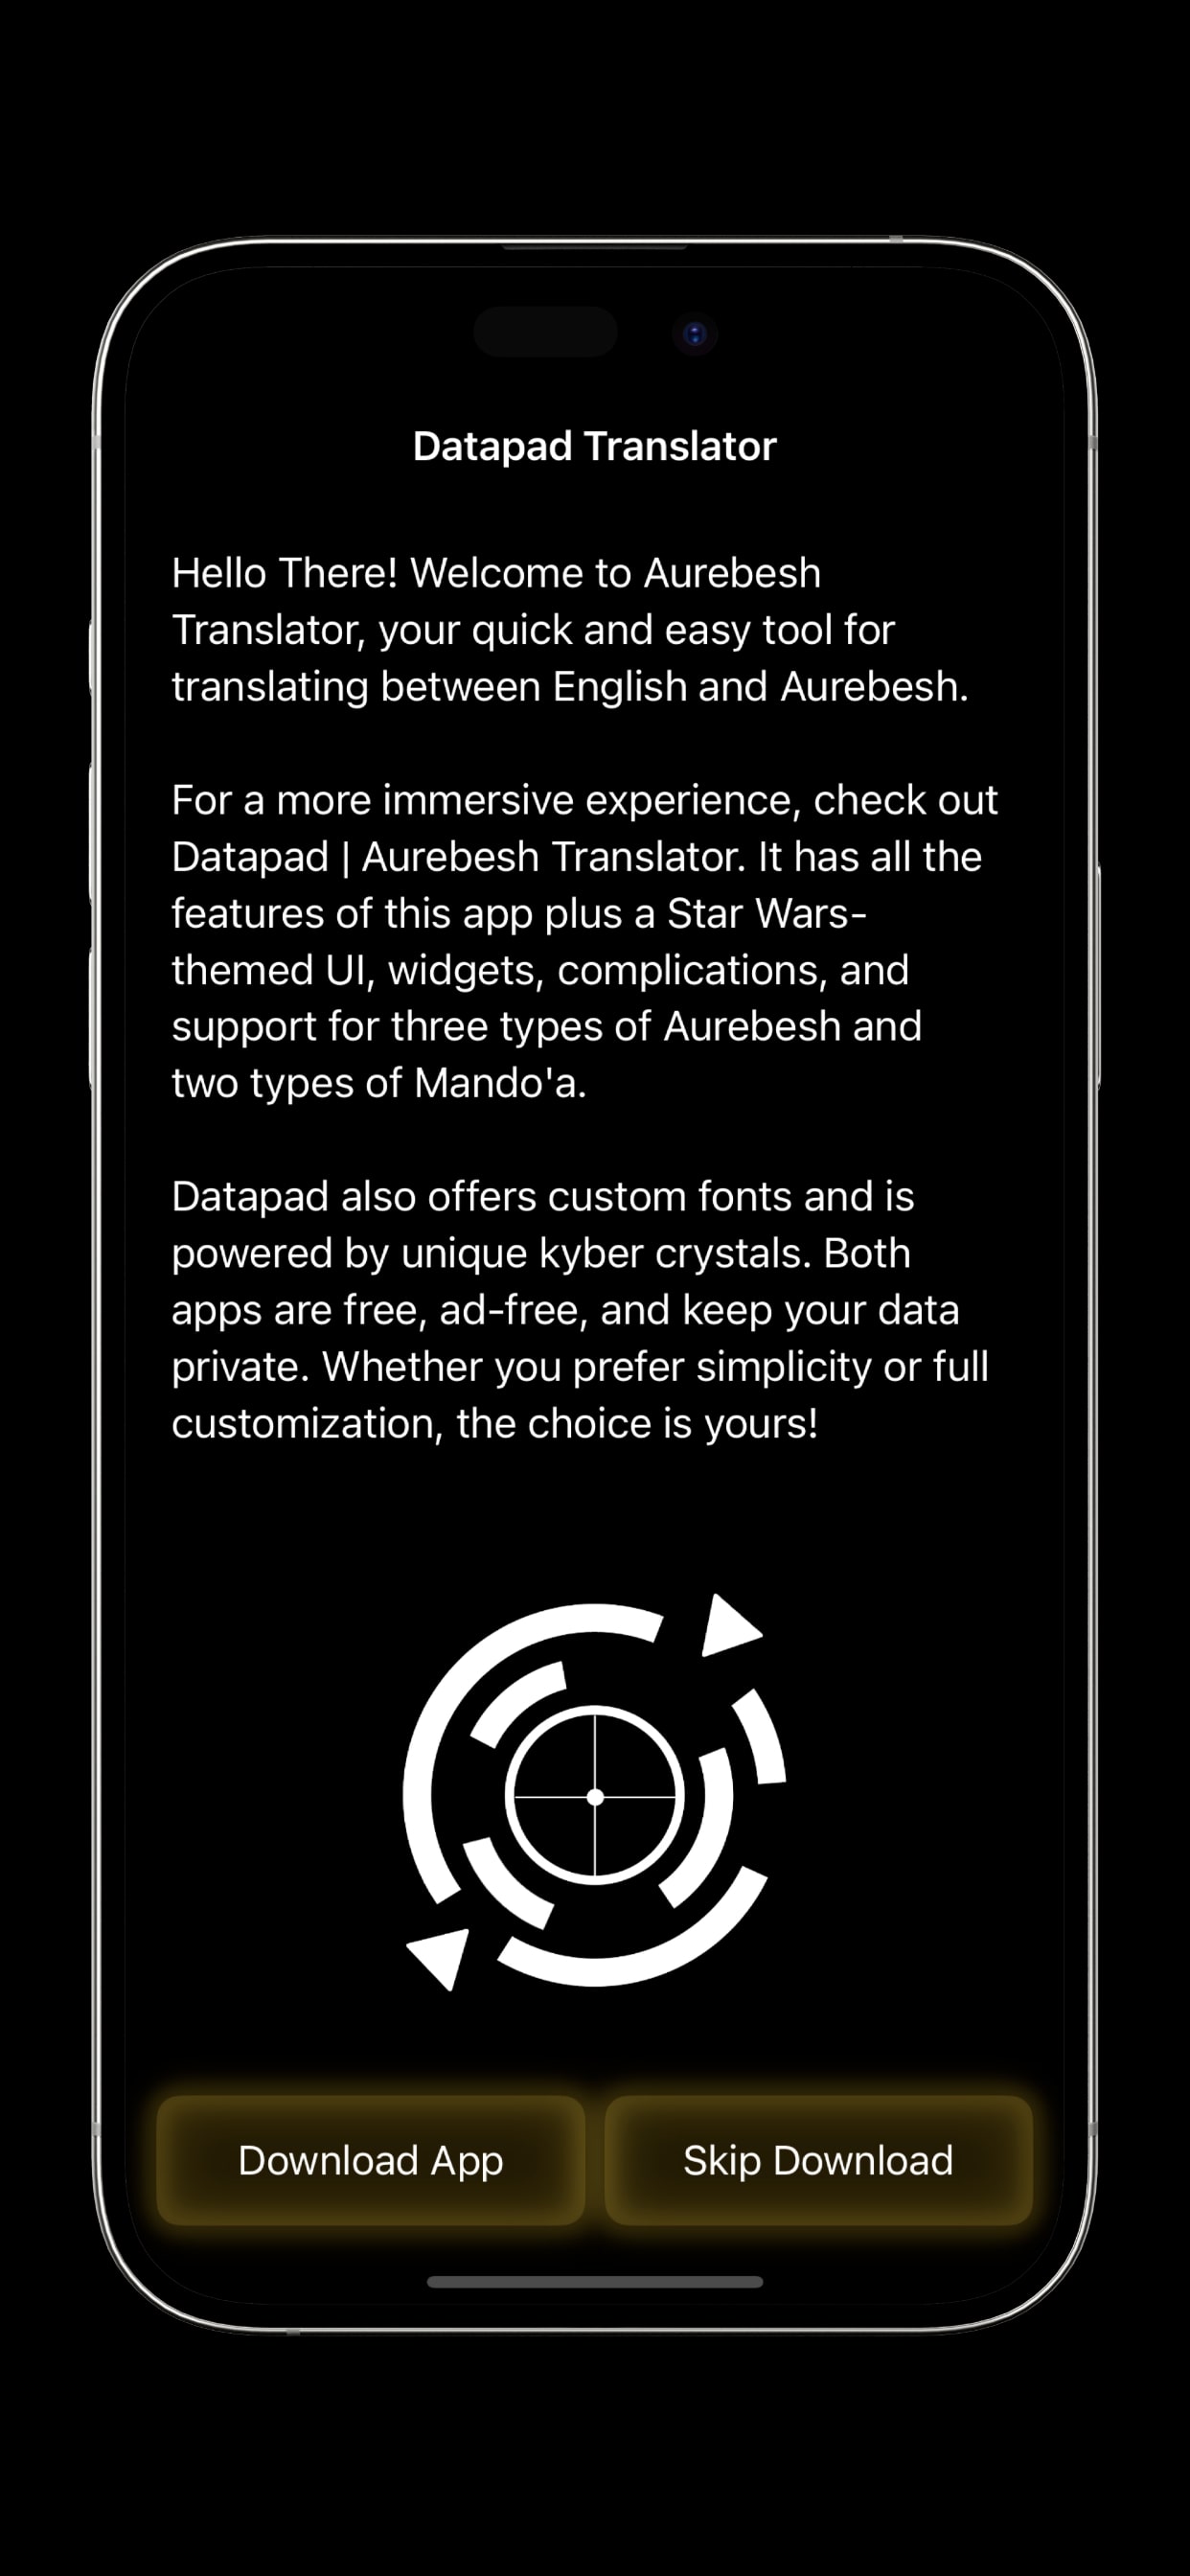 Datapad Translator
Hello There! Welcome to Aurebesh
Translator, your quick and easy tool for
translating between English and Aurebesh.
For a more immersive experience, check out
Datapad | Aurebesh Translator. It has all the
features of this app plus a Star Wars-
themed UI, widgets, complications, and
support for three types of Aurebesh and
two types of Mando'a.
Datapad also offers custom fonts and is
powered by unique kyber crystals. Both
apps are free, ad-free, and keep your data
private. Whether you prefer simplicity or full
customization, the choice is yours!
Download App
Skip Download